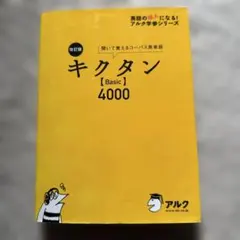 英語の超人になる!
アルク学参シリーズ
改訂版
聞いて覚えるコーパス英単語
キクタン
【Basic】
4000
アルク